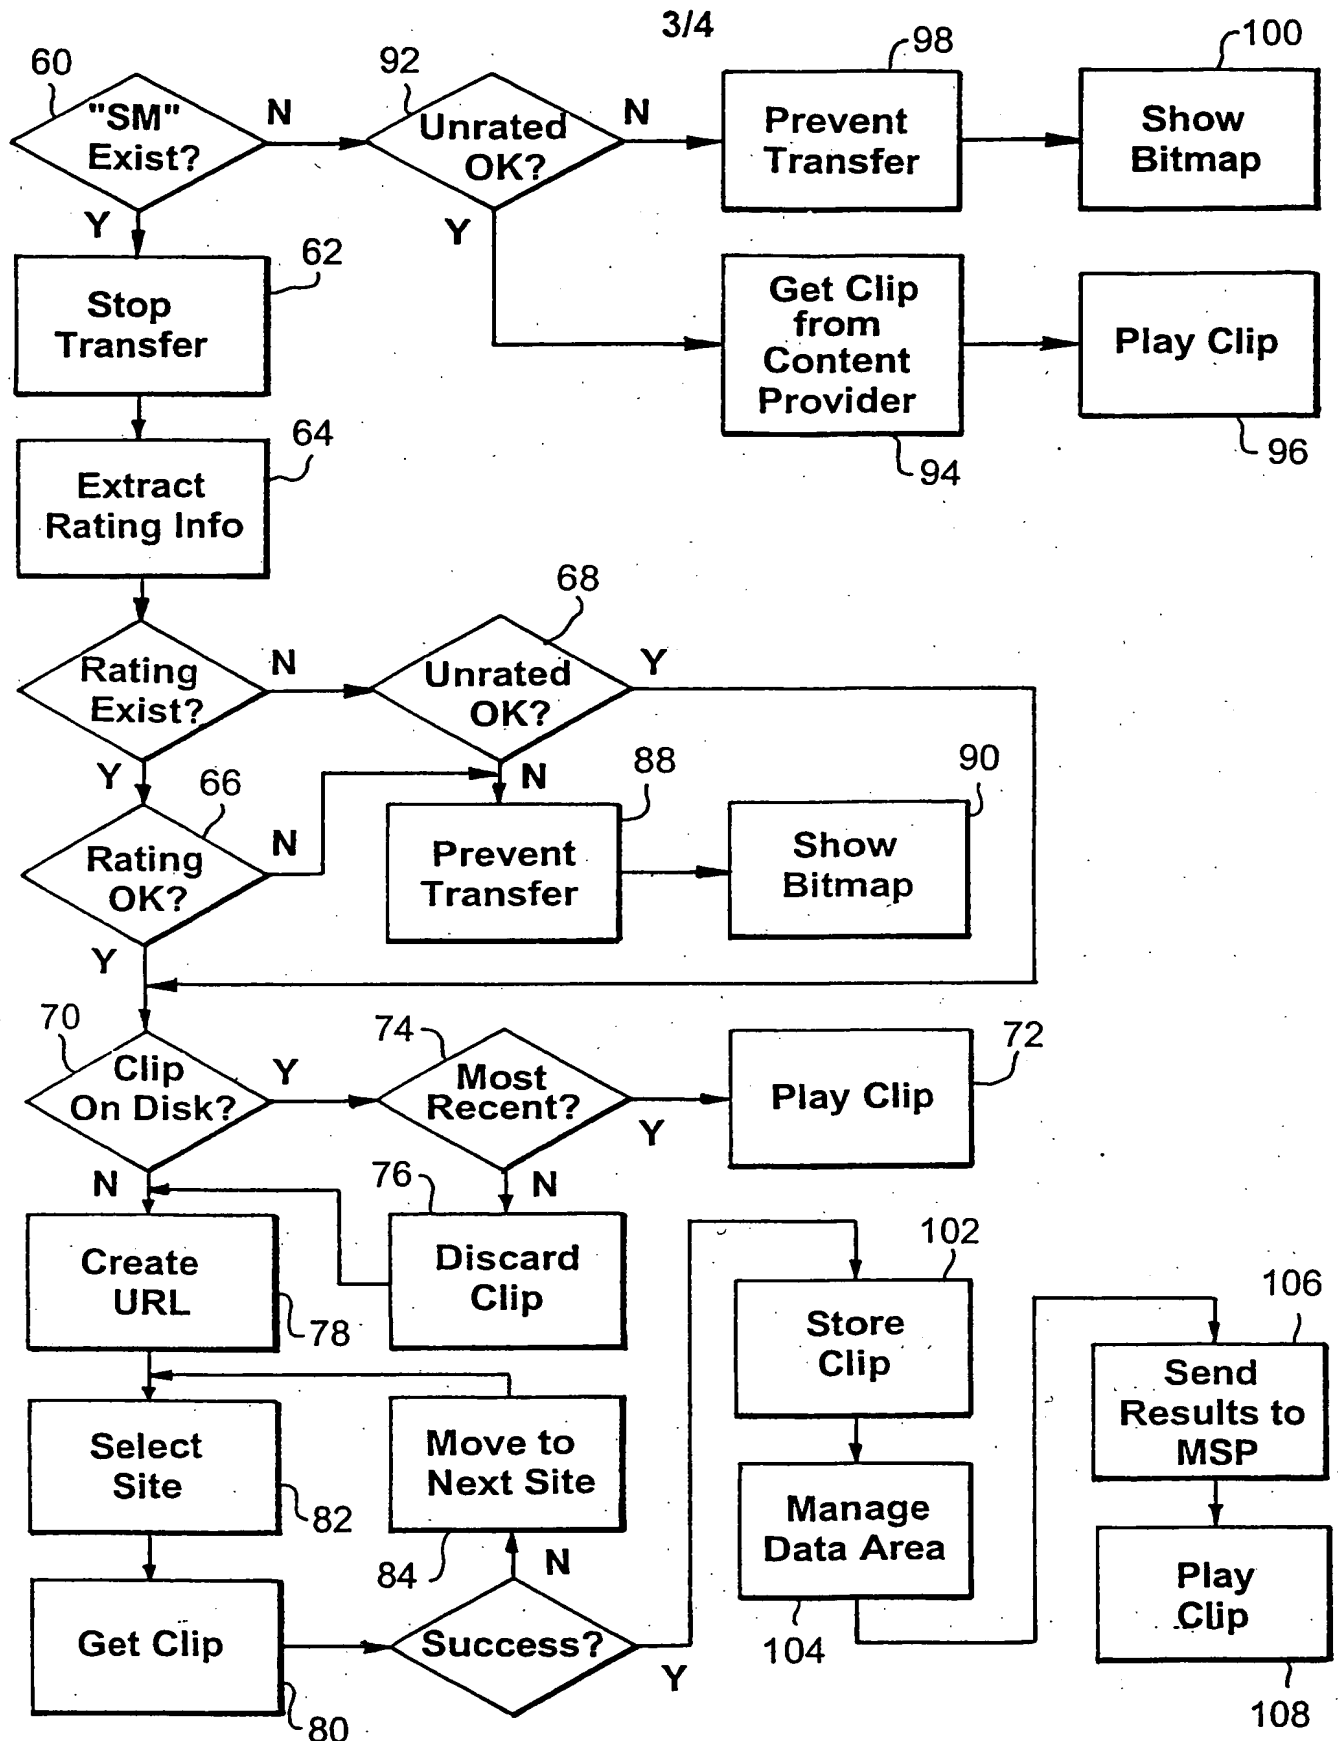 3/4
60
"SM"
Exist?
N
Y
92
Unrated
OK?
N
Y
98
Prevent
Transfer
100
Show
Bitmap
62
Stop
Transfer
Get Clip
from
Content
Provider
94
Play Clip
96
64
Extract
Rating Info
Rating
Exist?
N
Y
68
Unrated
OK?
Y
N
66
Rating
OK?
N
Y
88
Prevent
Transfer
90
Show
Bitmap
70
Clip
On Disk?
Y
N
74
Most
Recent?
Y
N
72
Play Clip
76
Discard
Clip
Create
URL
78
Select
Site
82
Move to
Next Site
84
N
Get Clip
80
Success?
Y
102
Store
Clip
Manage
Data Area
104
106
Send
Results to
MSP
Play
Clip
108